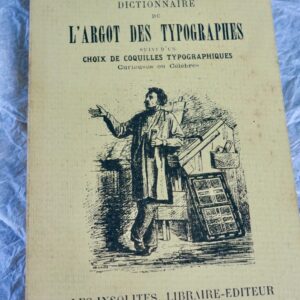 DICTIONNAIRE
DE
L'ARGOT DES TYPOGRAPHES
SUIVI D'UN
CHOIX DE COQUILLES TYPOGRAPHIQUES
Curieuses ou Célèbres
LES INSOLITES, LIBRAIRE-EDITEUR